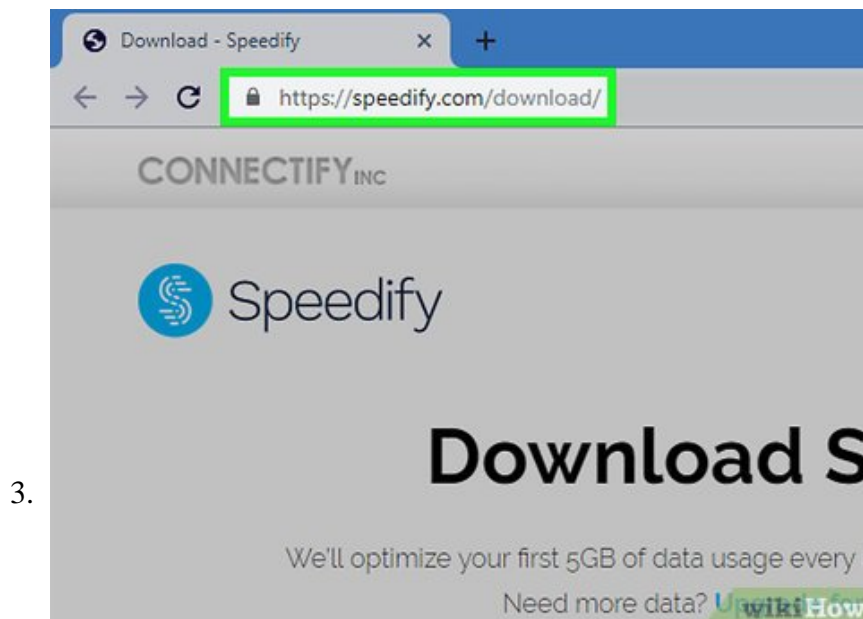 Download - Speedify
https://speedify.com/download/
CONNECTIFY INC
Speedify
Download S
3.
We'll optimize your first 5GB of data usage every
Need more data?
wikiHow